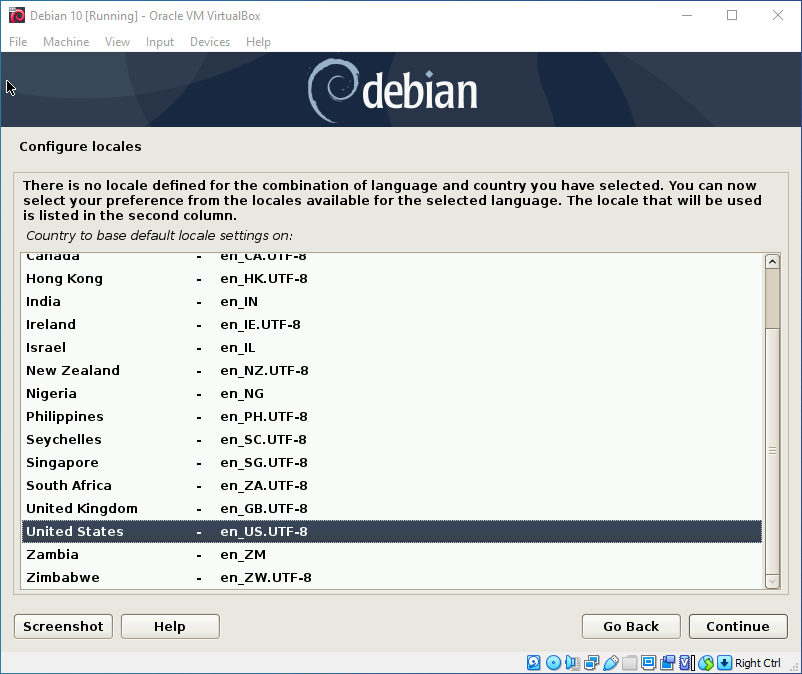 Debian 10 [Running] - Oracle VM VirtualBox
File Machine View Input Devices Help
debian
Configure locales
There is no locale defined for the combination of language and country you have selected. You can now
select your preference from the locales available for the selected language. The locale that will be used
is listed in the second column.
Country to base default locale settings on:
Canada - en_CA.UTF-8
Hong Kong - en_HK.UTF-8
India - en_IN
Ireland - en_IE.UTF-8
Israel - en_IL
New Zealand - en_NZ.UTF-8
Nigeria - en_NG
Philippines - en_PH.UTF-8
Seychelles - en_SC.UTF-8
Singapore - en_SG.UTF-8
South Africa - en_ZA.UTF-8
United Kingdom - en_GB.UTF-8
United States - en_US.UTF-8
Zambia - en_ZM
Zimbabwe - en_ZW.UTF-8
Screenshot Help Go Back Continue
Right Ctrl